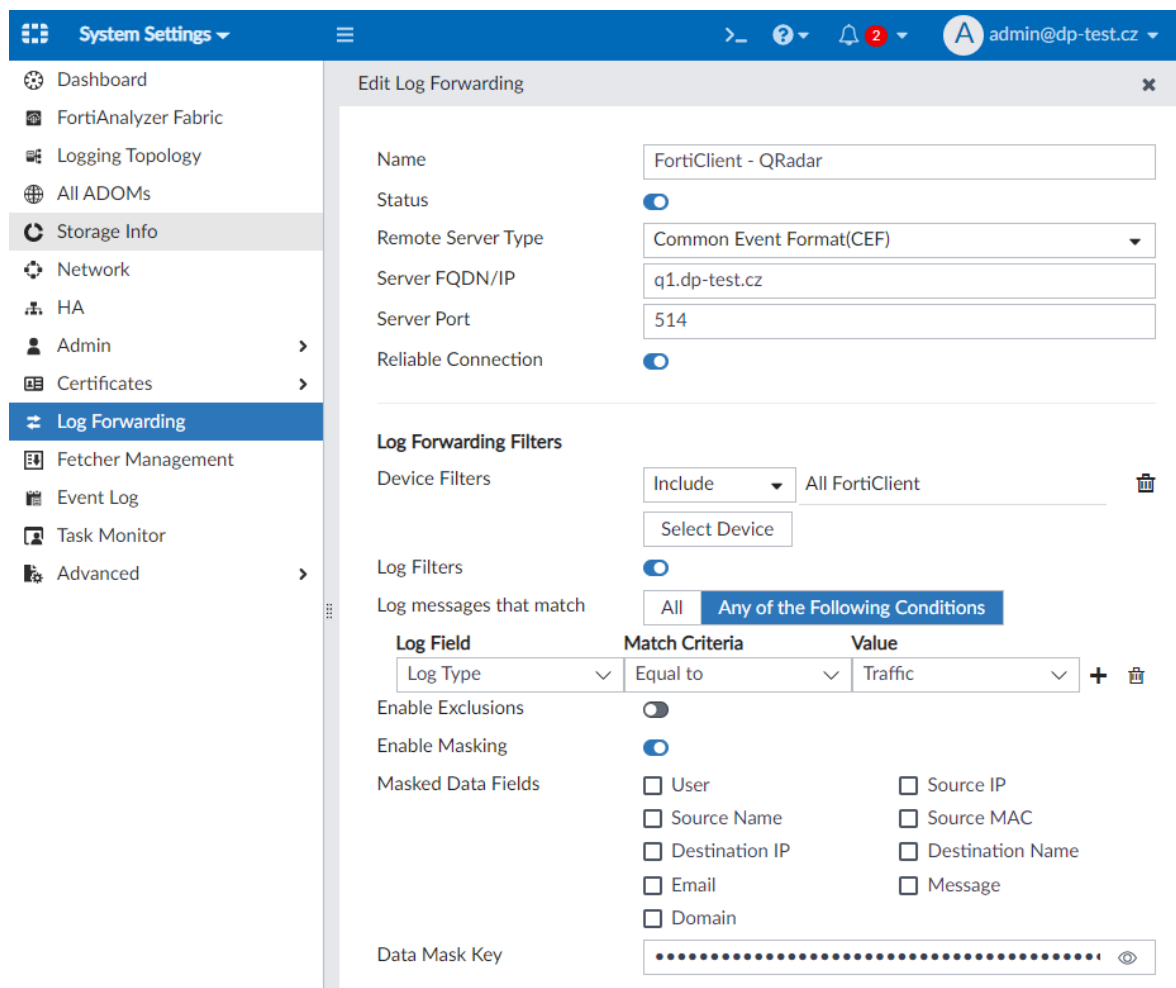 System Settings
>_ ? 2 A admin@dp-test.cz
Dashboard
FortiAnalyzer Fabric
Logging Topology
All ADOMs
Storage Info
Network
HA
Admin
Certificates
Log Forwarding
Fetcher Management
Event Log
Task Monitor
Advanced
Edit Log Forwarding
Name FortiClient - QRadar
Status
Remote Server Type Common Event Format(CEF)
Server FQDN/IP q1.dp-test.cz
Server Port 514
Reliable Connection
Log Forwarding Filters
Device Filters Include All FortiClient
Select Device
Log Filters
Log messages that match All Any of the Following Conditions
Log Field Match Criteria Value
Log Type Equal to Traffic
Enable Exclusions
Enable Masking
Masked Data Fields User Source IP
Source Name Source MAC
Destination IP Destination Name
Email Message
Domain
Data Mask Key